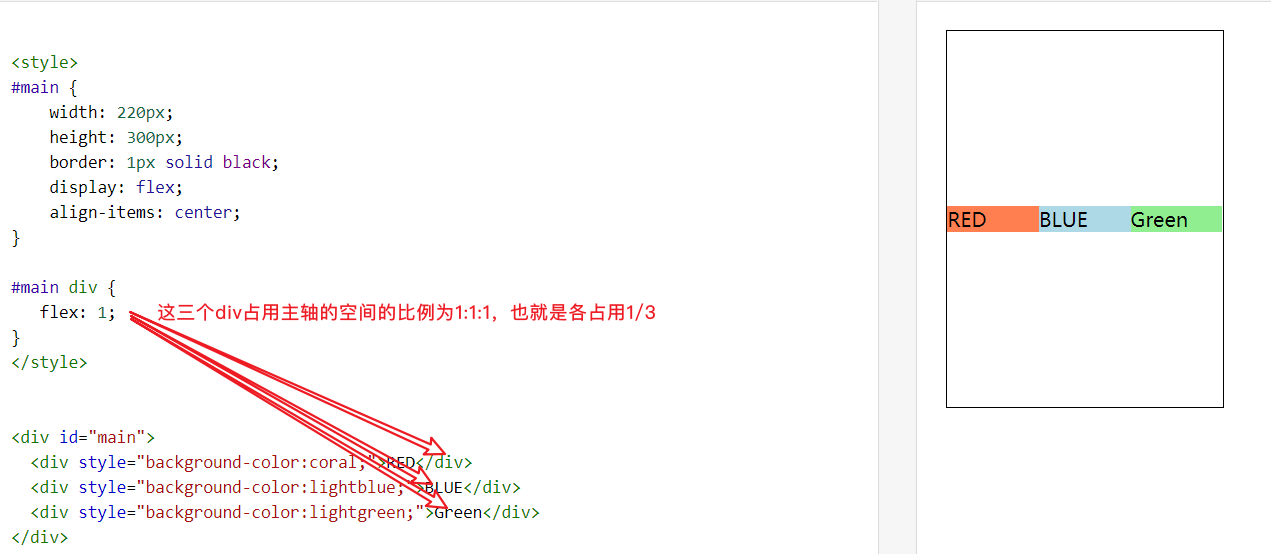 <style>
#main {
    width: 220px;
    height: 300px;
    border: 1px solid black;
    display: flex;
    align-items: center;
}
#main div {
   flex: 1;
这三个div占用主轴的空间的比例为1:1:1，也就是各占用1/3
}
</style>
<div id="main">
  <div style="background-color:coral;">RED</div>
  <div style="background-color:lightblue;">BLUE</div>
  <div style="background-color:lightgreen;">Green</div>
</div>
RED
BLUE
Green